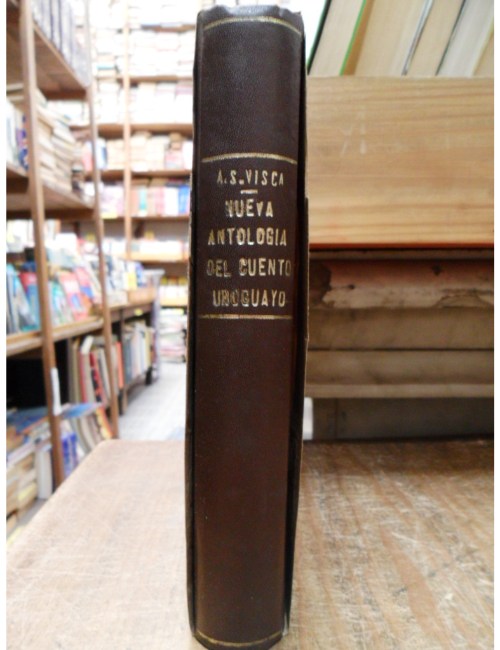 A.S. VISCA
NUEVA
ANTOLOGIA
DEL CUENTO
URUGUAYO